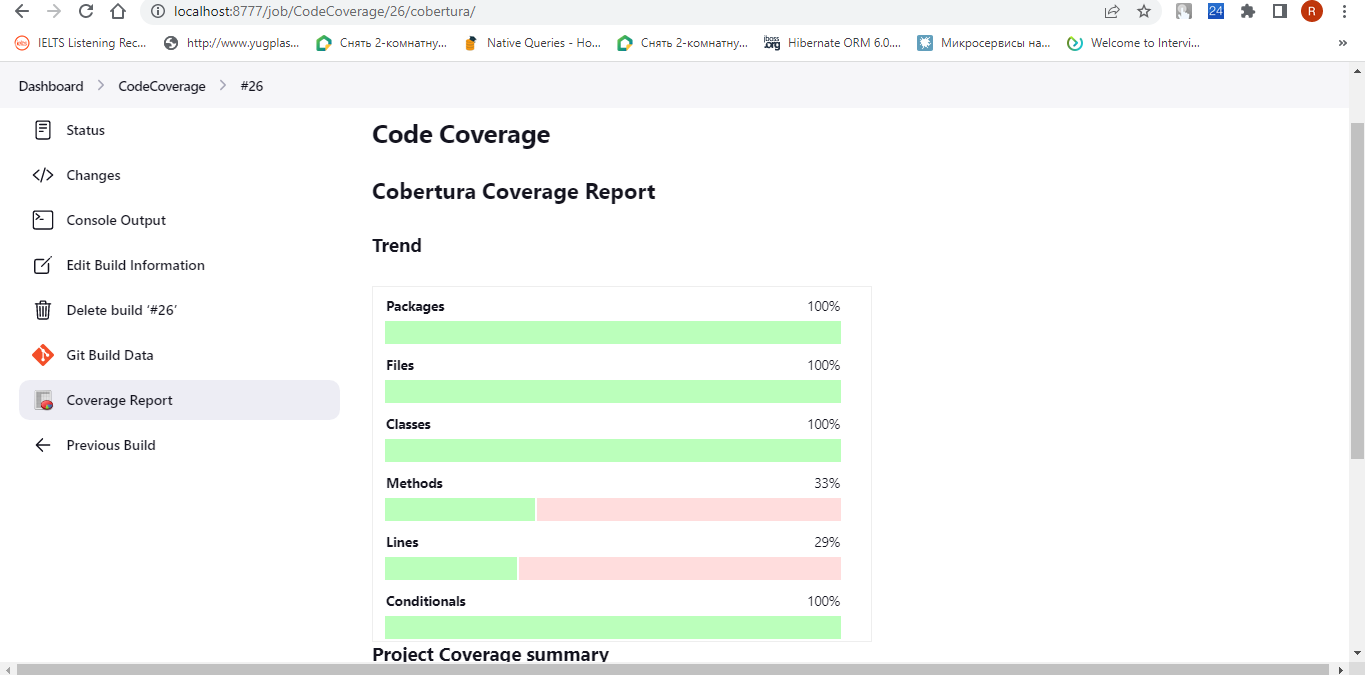 localhost:8777/job/CodeCoverage/26/cobertura/
24
R
IELTS Listening Rec...
http://www.yugplas...
Снять 2-комнатну...
Native Queries - Ho...
Снять 2-комнатну...
Hibernate ORM 6.0....
Микросервисы на...
Welcome to Intervi...
»
Dashboard > CodeCoverage > #26
Status
Changes
Console Output
Edit Build Information
Delete build ‘#26’
Git Build Data
Coverage Report
Previous Build
Code Coverage
Cobertura Coverage Report
Trend
Packages 100%
Files 100%
Classes 100%
Methods 33%
Lines 29%
Conditionals 100%
Project Coverage summary